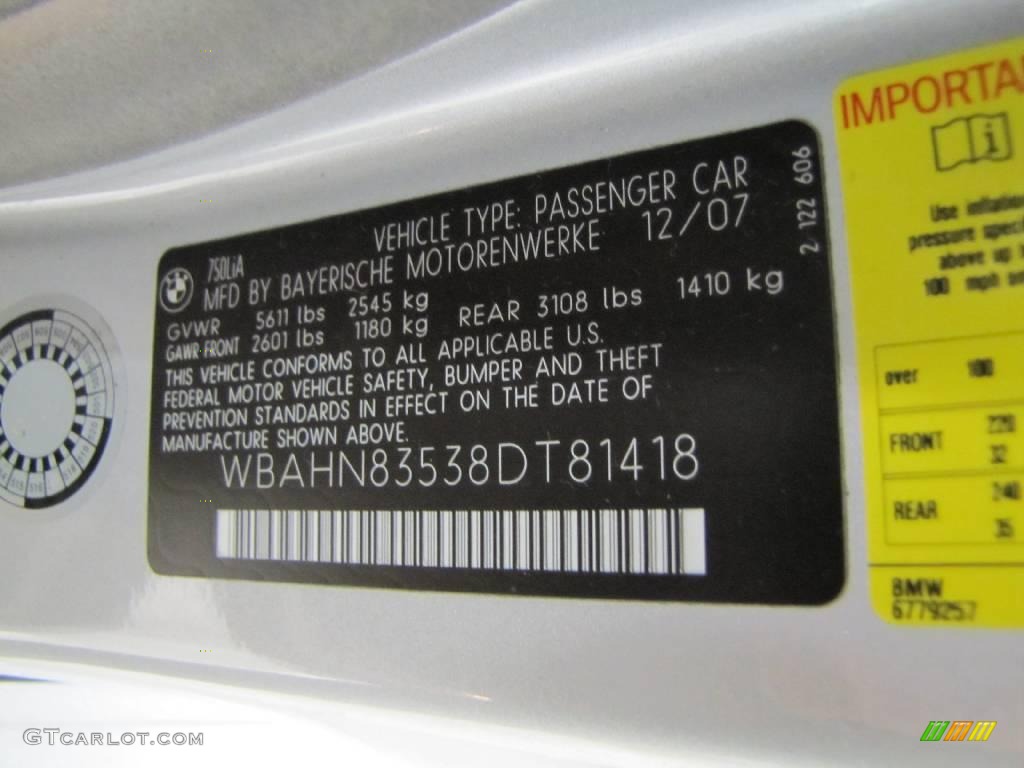 750LiA
VEHICLE TYPE: PASSENGER CAR
MFD BY BAYERISCHE MOTORENWERKE 12/07
GVWR 5611 lbs 2545 kg
GAWR FRONT 2601 lbs 1180 kg REAR 3108 lbs 1410 kg
THIS VEHICLE CONFORMS TO ALL APPLICABLE U.S.
FEDERAL MOTOR VEHICLE SAFETY, BUMPER AND THEFT
PREVENTION STANDARDS IN EFFECT ON THE DATE OF
MANUFACTURE SHOWN ABOVE.
WBAHN83538DT81418
2 122 606
IMPORTA
Use inflation
pressure speci
above up
100 mph
over 100
FRONT 220
32
REAR 240
35
BMW
6779257
GTCARLOT.COM